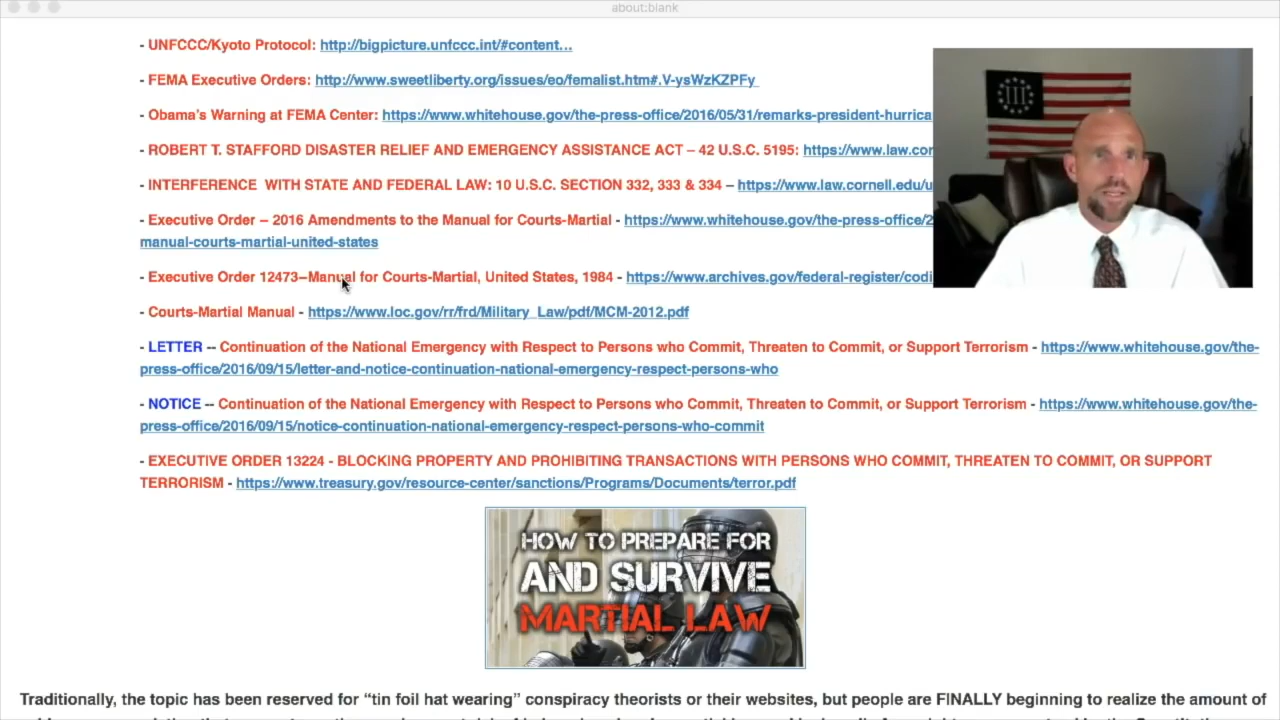 about:blank
- UNFCCC/Kyoto Protocol: http://bigpicture.unfccc.int/#content…
- FEMA Executive Orders: http://www.sweetliberty.org/issues/eo/femalist.htm#.V-ysWzKZPFy
- Obama's Warning at FEMA Center: https://www.whitehouse.gov/the-press-office/2016/05/31/remarks-president-hurrica
- ROBERT T. STAFFORD DISASTER RELIEF AND EMERGENCY ASSISTANCE ACT – 42 U.S.C. 5195: https://www.law.cor
- INTERFERENCE WITH STATE AND FEDERAL LAW: 10 U.S.C. SECTION 332, 333 & 334 – https://www.law.cornell.edu/u
- Executive Order – 2016 Amendments to the Manual for Courts-Martial - https://www.whitehouse.gov/the-press-office/2
manual-courts-martial-united-states
- Executive Order 12473–Manual for Courts-Martial, United States, 1984 - https://www.archives.gov/federal-register/codi
- Courts-Martial Manual - https://www.loc.gov/rr/frd/Military_Law/pdf/MCM-2012.pdf
- LETTER -- Continuation of the National Emergency with Respect to Persons who Commit, Threaten to Commit, or Support Terrorism - https://www.whitehouse.gov/the-
press-office/2016/09/15/letter-and-notice-continuation-national-emergency-respect-persons-who
- NOTICE -- Continuation of the National Emergency with Respect to Persons who Commit, Threaten to Commit, or Support Terrorism - https://www.whitehouse.gov/the-
press-office/2016/09/15/notice-continuation-national-emergency-respect-persons-who-commit
- EXECUTIVE ORDER 13224 - BLOCKING PROPERTY AND PROHIBITING TRANSACTIONS WITH PERSONS WHO COMMIT, THREATEN TO COMMIT, OR SUPPORT
TERRORISM - https://www.treasury.gov/resource-center/sanctions/Programs/Documents/terror.pdf
III
HOW TO PREPARE FOR
AND SURVIVE
MARTIAL LAW
Traditionally, the topic has been reserved for “tin foil hat wearing” conspiracy theorists or their websites, but people are FINALLY beginning to realize the amount of